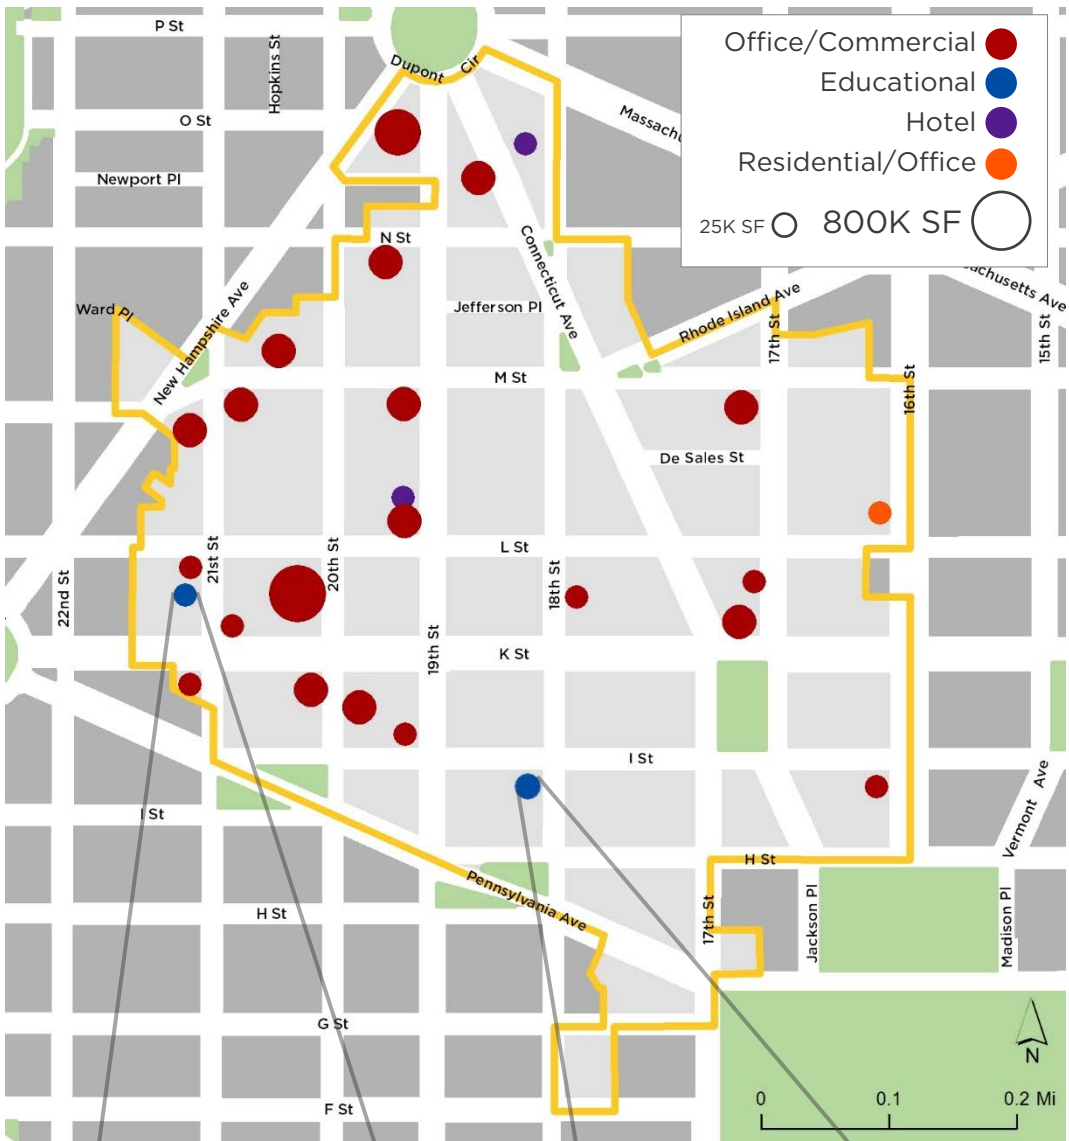 P St
Hopkins St
Dupont Cir
O St
Massachu
Newport Pl
N St
Connecticut Ave
Office/Commercial
Educational
Hotel
Residential/Office
25K SF
800K SF
achusetts Ave
Ward Pl
New Hampshire Ave
Jefferson Pl
Rhode Island Ave
17th St
15th St
M St
16th St
De Sales St
L St
21st St
20th St
22nd St
18th St
19th St
K St
I St
I St
Vermont Ave
H St
Pennsylvania Ave
H St
17th St
Jackson Pl
Madison Pl
G St
N
F St
0 0.1 0.2 Mi